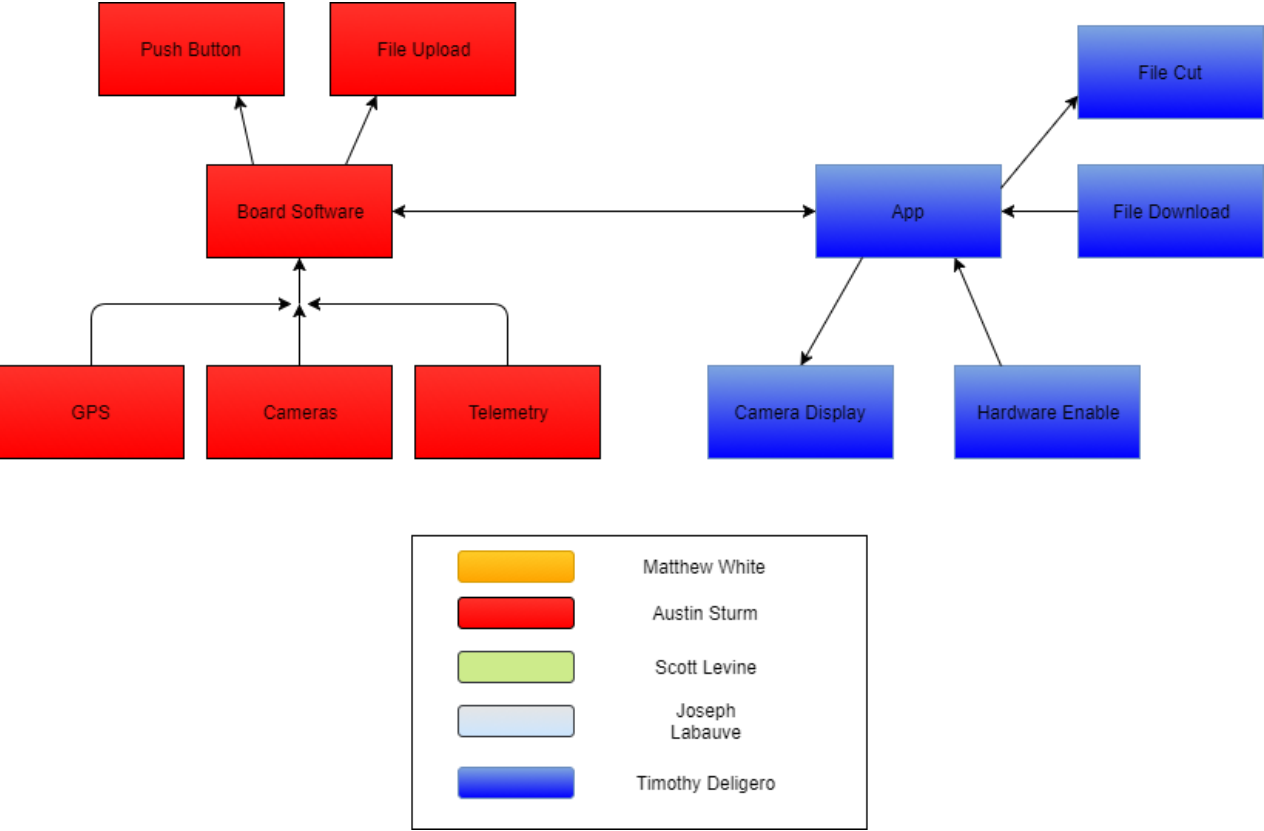 Push Button
File Upload
File Cut
Board Software
App
File Download
GPS
Cameras
Telemetry
Camera Display
Hardware Enable
Matthew White
Austin Sturm
Scott Levine
Joseph
Labauve
Timothy Deligero